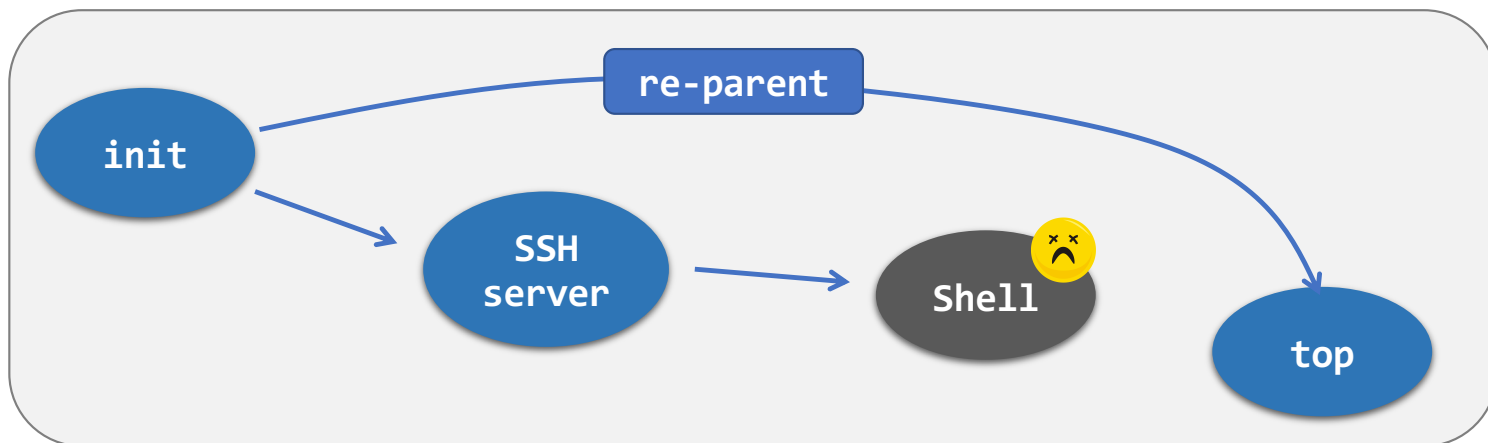 re-parent
init
SSH
server
Shell
top